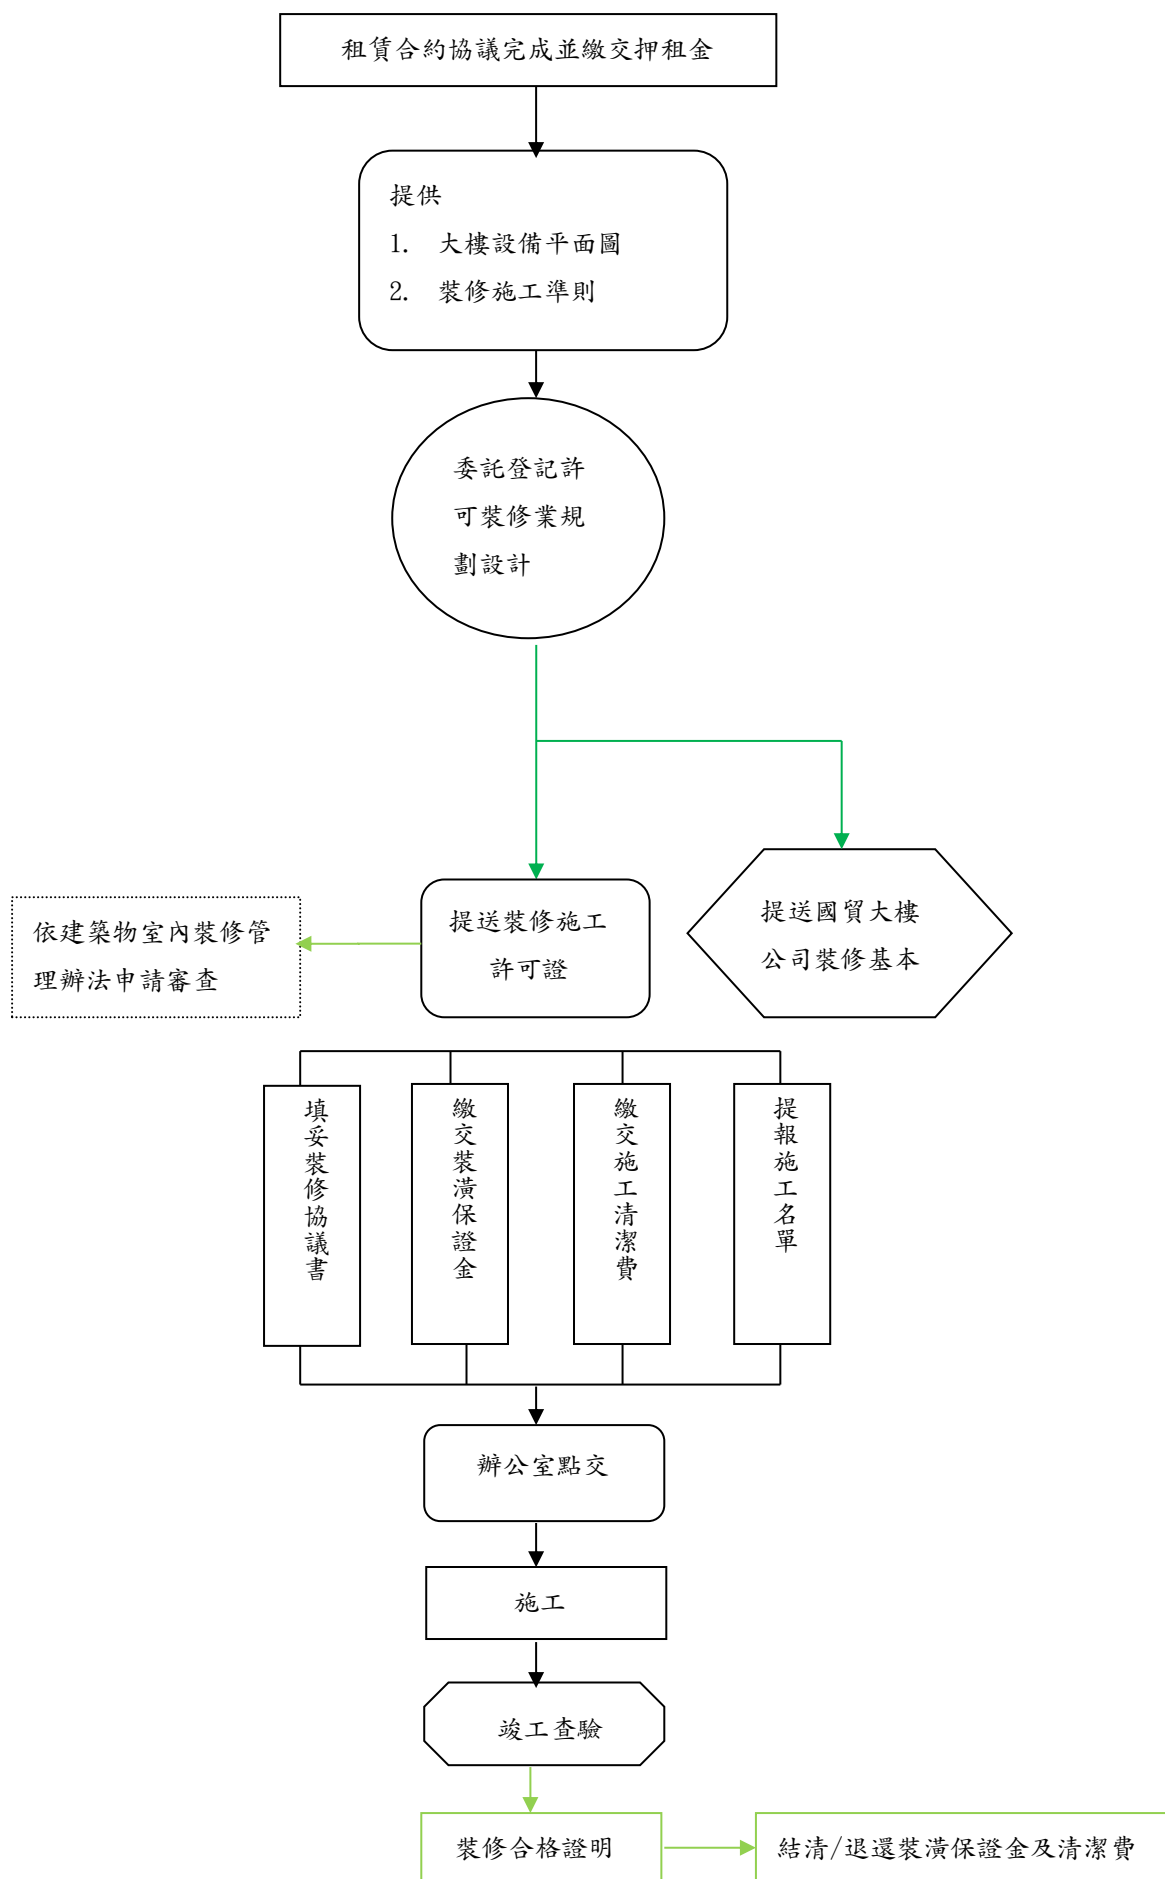 租賃合約協議完成並繳交押租金
提供
1. 大樓設備平面圖
2. 裝修施工準則
委託登記許
可裝修業規
劃設計
提送裝修施工
許可證
提送國貿大樓
公司裝修基本
依建築物室內裝修管
理辦法申請審查
填妥裝修協議書
繳交裝潢保證金
繳交施工清潔費
提報施工名單
辦公室點交
施工
竣工查驗
裝修合格證明
結清/退還裝潢保證金及清潔費